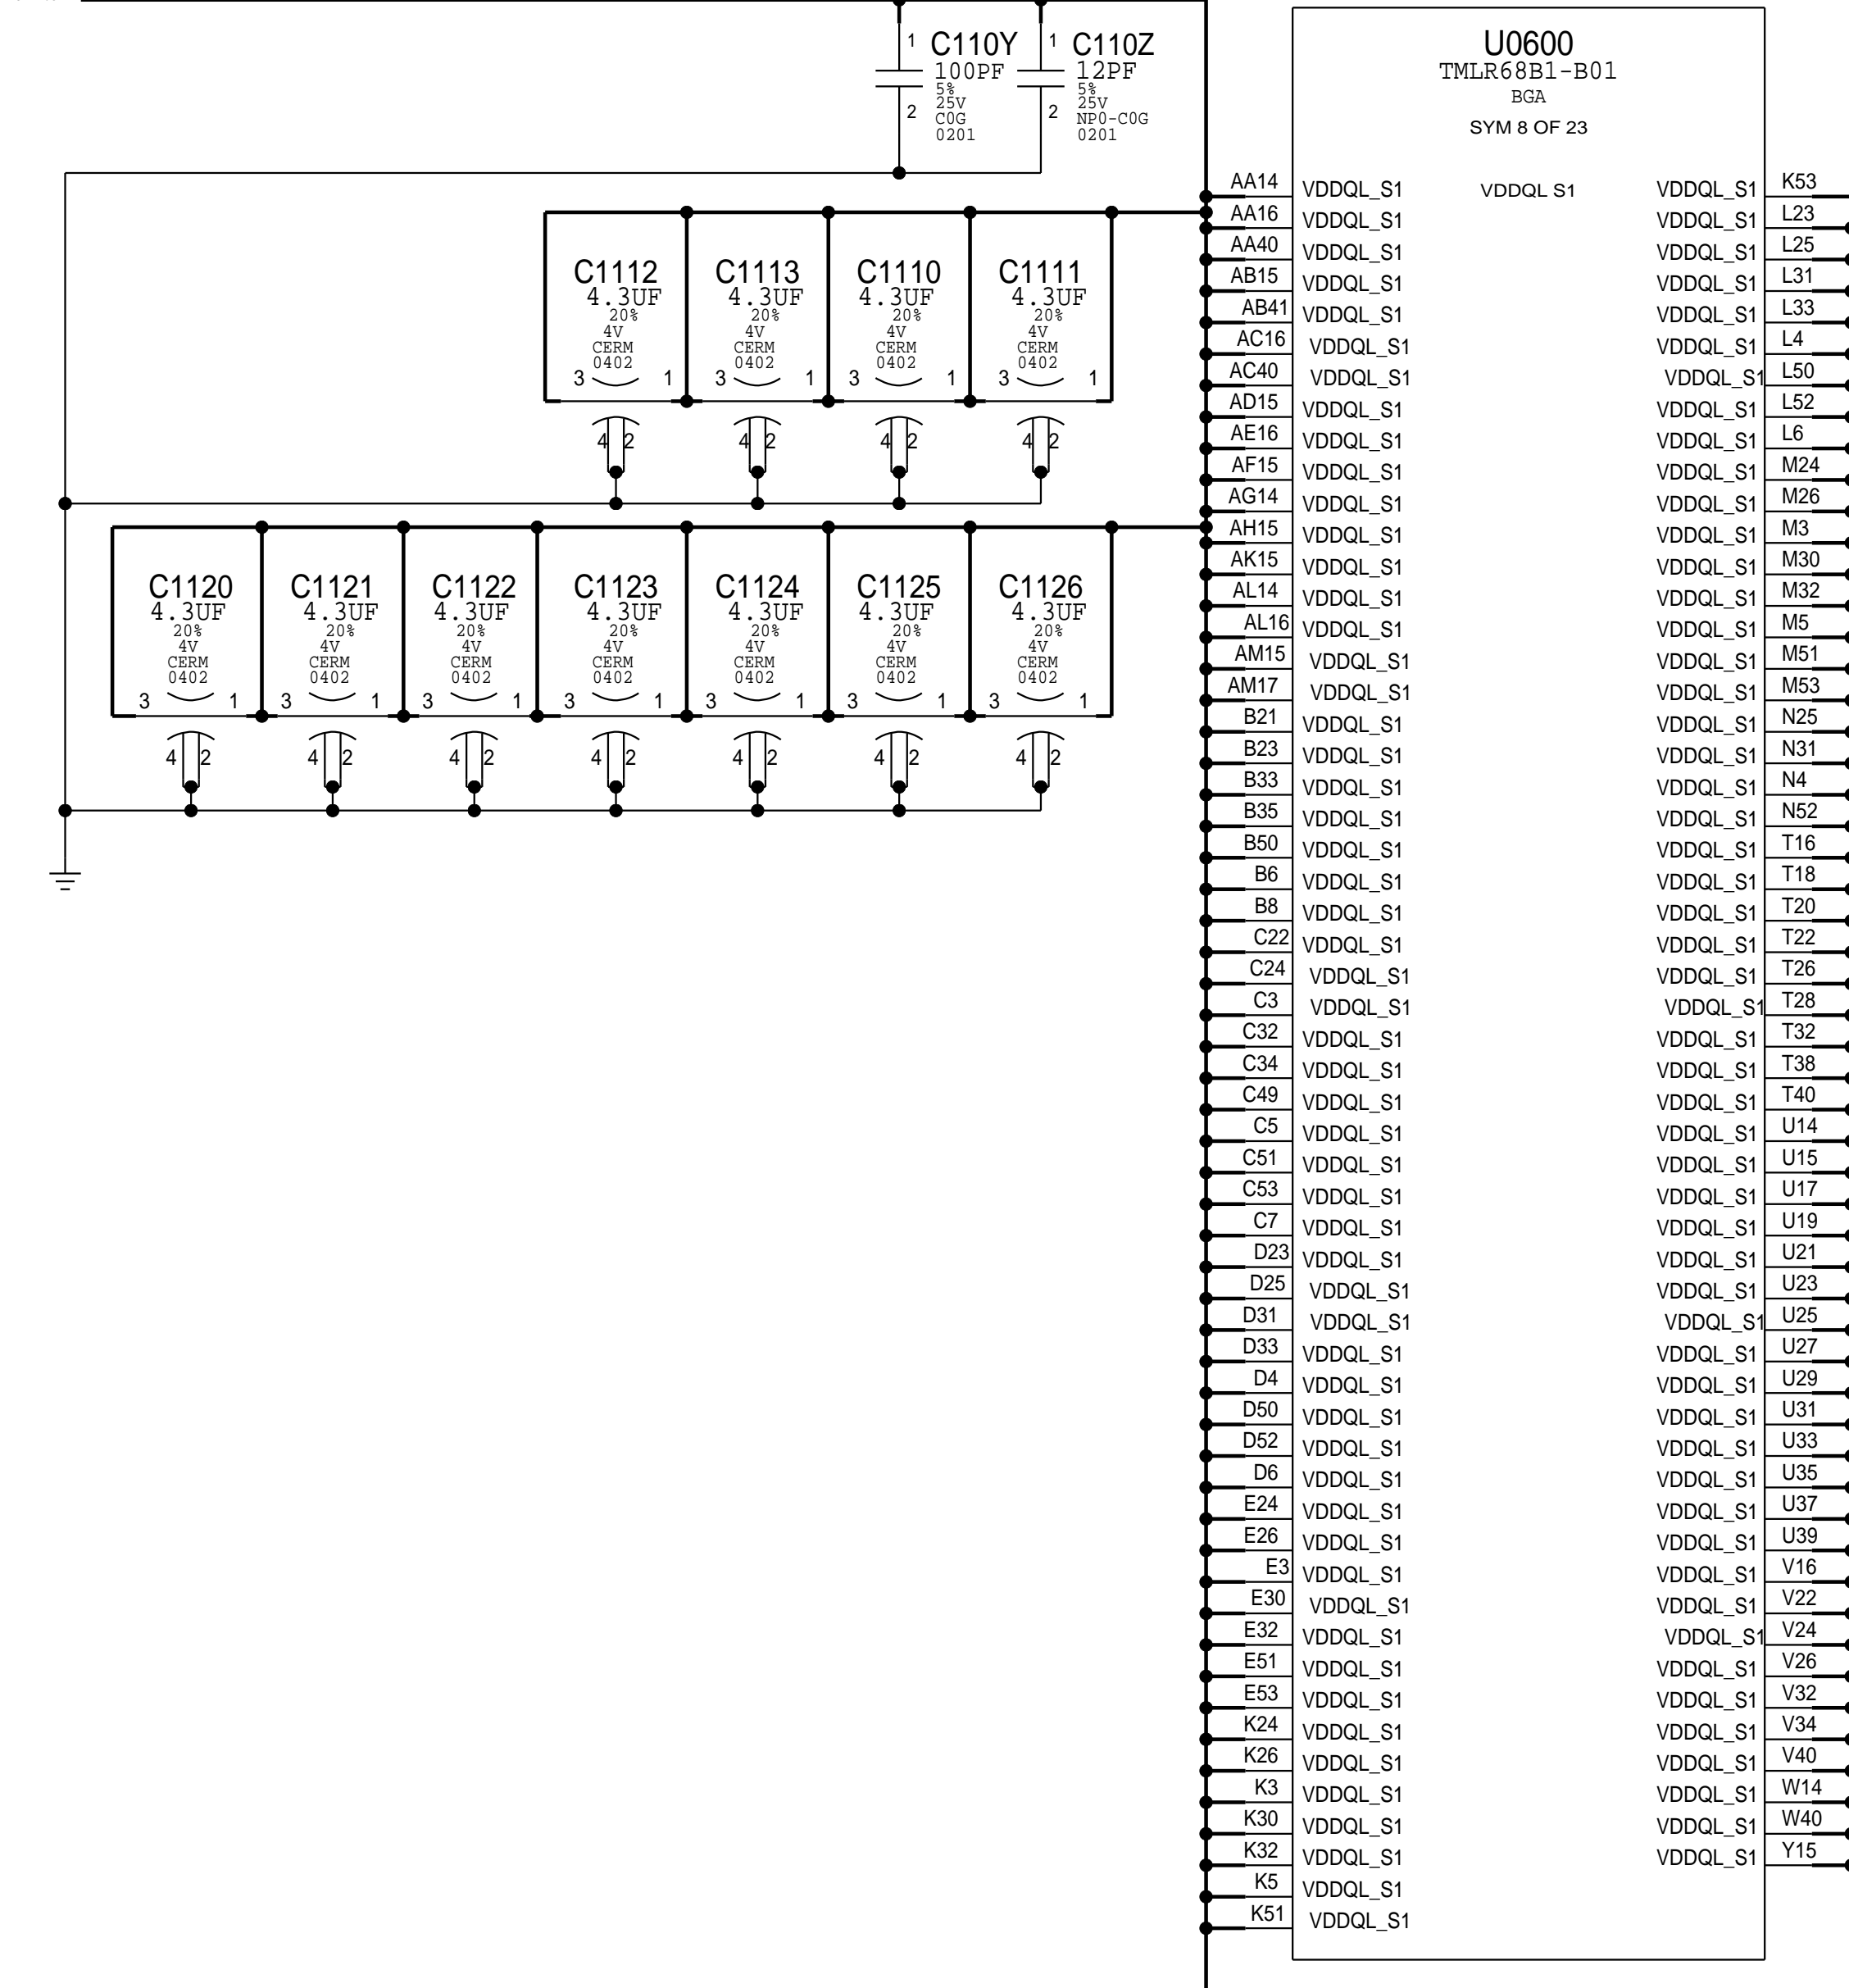 C110Y
100PF
5%
25V
C0G
0201
1
2
C110Z
12PF
5%
25V
NP0-C0G
0201
1
2
C1112
4.3UF
20%
4V
CERM
0402
3 1
4 2
C1113
4.3UF
20%
4V
CERM
0402
3 1
4 2
C1110
4.3UF
20%
4V
CERM
0402
3 1
4 2
C1111
4.3UF
20%
4V
CERM
0402
3 1
4 2
C1120
4.3UF
20%
4V
CERM
0402
3 1
4 2
C1121
4.3UF
20%
4V
CERM
0402
3 1
4 2
C1122
4.3UF
20%
4V
CERM
0402
3 1
4 2
C1123
4.3UF
20%
4V
CERM
0402
3 1
4 2
C1124
4.3UF
20%
4V
CERM
0402
3 1
4 2
C1125
4.3UF
20%
4V
CERM
0402
3 1
4 2
C1126
4.3UF
20%
4V
CERM
0402
3 1
4 2
U0600
TMLR68B1-B01
BGA
SYM 8 OF 23
AA14 VDDQL_S1 VDDQL S1 VDDQL_S1 K53
AA16 VDDQL_S1 VDDQL_S1 L23
AA40 VDDQL_S1 VDDQL_S1 L25
AB15 VDDQL_S1 VDDQL_S1 L31
AB41 VDDQL_S1 VDDQL_S1 L33
AC16 VDDQL_S1 VDDQL_S1 L4
AC40 VDDQL_S1 VDDQL_S1 L50
AD15 VDDQL_S1 VDDQL_S1 L52
AE16 VDDQL_S1 VDDQL_S1 L6
AF15 VDDQL_S1 VDDQL_S1 M24
AG14 VDDQL_S1 VDDQL_S1 M26
AH15 VDDQL_S1 VDDQL_S1 M3
AK15 VDDQL_S1 VDDQL_S1 M30
AL14 VDDQL_S1 VDDQL_S1 M32
AL16 VDDQL_S1 VDDQL_S1 M5
AM15 VDDQL_S1 VDDQL_S1 M51
AM17 VDDQL_S1 VDDQL_S1 M53
B21 VDDQL_S1 VDDQL_S1 N25
B23 VDDQL_S1 VDDQL_S1 N31
B33 VDDQL_S1 VDDQL_S1 N4
B35 VDDQL_S1 VDDQL_S1 N52
B50 VDDQL_S1 VDDQL_S1 T16
B6 VDDQL_S1 VDDQL_S1 T18
B8 VDDQL_S1 VDDQL_S1 T20
C22 VDDQL_S1 VDDQL_S1 T22
C24 VDDQL_S1 VDDQL_S1 T26
C3 VDDQL_S1 VDDQL_S1 T28
C32 VDDQL_S1 VDDQL_S1 T32
C34 VDDQL_S1 VDDQL_S1 T38
C49 VDDQL_S1 VDDQL_S1 T40
C5 VDDQL_S1 VDDQL_S1 U14
C51 VDDQL_S1 VDDQL_S1 U15
C53 VDDQL_S1 VDDQL_S1 U17
C7 VDDQL_S1 VDDQL_S1 U19
D23 VDDQL_S1 VDDQL_S1 U21
D25 VDDQL_S1 VDDQL_S1 U23
D31 VDDQL_S1 VDDQL_S1 U25
D33 VDDQL_S1 VDDQL_S1 U27
D4 VDDQL_S1 VDDQL_S1 U29
D50 VDDQL_S1 VDDQL_S1 U31
D52 VDDQL_S1 VDDQL_S1 U33
D6 VDDQL_S1 VDDQL_S1 U35
E24 VDDQL_S1 VDDQL_S1 U37
E26 VDDQL_S1 VDDQL_S1 U39
E3 VDDQL_S1 VDDQL_S1 V16
E30 VDDQL_S1 VDDQL_S1 V22
E32 VDDQL_S1 VDDQL_S1 V24
E51 VDDQL_S1 VDDQL_S1 V26
E53 VDDQL_S1 VDDQL_S1 V32
K24 VDDQL_S1 VDDQL_S1 V34
K26 VDDQL_S1 VDDQL_S1 V40
K3 VDDQL_S1 VDDQL_S1 W14
K30 VDDQL_S1 VDDQL_S1 W40
K32 VDDQL_S1 VDDQL_S1 Y15
K5 VDDQL_S1
K51 VDDQL_S1